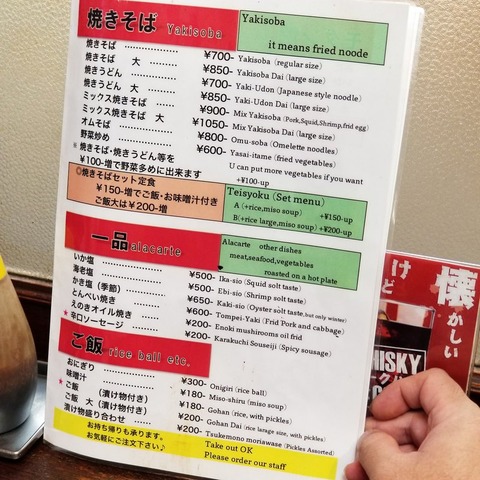 焼きそば Yakisoba
Yakisoba
it means fried noode
焼きそば ……………… ¥700- Yakisoba (regular size)
焼きそば 大 ……………… ¥850- Yakisoba Dai (large size)
焼きうどん ……………… ¥700- Yaki-Udon (Japanese style noodle)
焼きうどん 大 ……………… ¥850- Yaki-Udon Dai (large size)
ミックス焼きそば …… ¥900- Mix Yakisoba (Pork,Squid,Shrimp,frid egg)
ミックス焼きそば 大 ¥1050- Mix Yakisoba Dai (large size)
オムそば ……………… ¥800- Omu-soba (Omelette noodles)
野菜炒め ……………… ¥600- Yasai-itame (fried vegetables)
※焼きそば・焼きうどん等を
¥100-増で野菜多めに出来ます
U can put more vegetables if you want
+¥100-up
◎焼きそばセット定食
¥150-増でご飯・お味噌汁付き
ご飯大は¥200-増
Teisyoku (Set menu)
A (+rice,miso soup) +¥150-up
B(+rice large,miso soup) +¥200-up
一品 alacarte
Alacarte other dishes
meat,seafood,vegetables
roasted on a hot plate
いか塩 ……………… ¥500- Ika-sio (Squid solt taste)
海老塩 ……………… ¥500- Ebi-sio (Shrimp solt taste)
かき塩 (季節) ……………… ¥650- Kaki-sio (Oyster solt taste,but only winter)
とんぺい焼き ……………… ¥600- Tompei-Yaki (Frid Pork and cabbage)
えのきオイル焼き …… ¥200- Enoki mushrooms oil frid
★辛口ソーセージ ……… ¥200- Karakuchi Souseiji (Spicy sousage)
ご飯 rice ball etc.
おにぎり ……………… ¥300- Onigiri (rice ball)
味噌汁 ……………… ¥180- Miso-shiru (miso soup)
★ご飯 (漬け物付き) ¥180- Gohan (rice, with pickles)
ご飯 大 (漬け物付き) ¥200- Gohan Dai (rice large size, with pickles)
漬け物盛り合わせ …… ¥200- Tsukemono moriawase (Pickles Assorted)
お持ち帰りも承ります。
お気軽にご注文下さい♪
Take out OK
Please order our staff
懐かしい
け
ど
HISKY